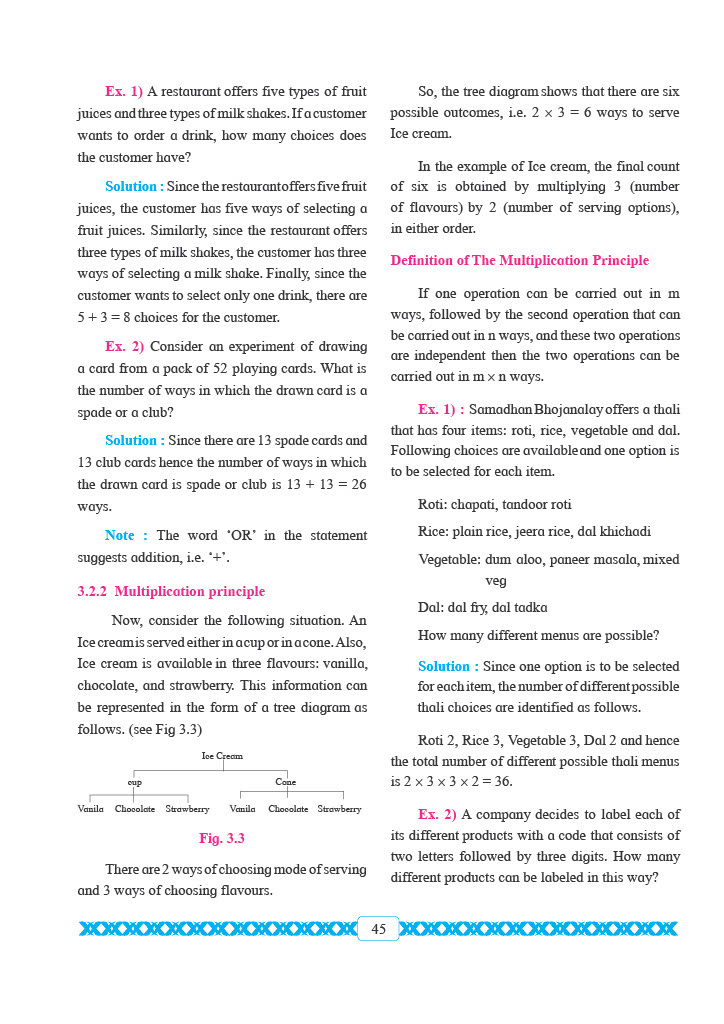 Ex. 1) A restaurant offers five types of fruit
juices and three types of milk shakes. If a customer
wants to order a drink, how many choices does
the customer have?
Solution : Since the restaurant offers five fruit
juices, the customer has five ways of selecting a
fruit juices. Similarly, since the restaurant offers
three types of milk shakes, the customer has three
ways of selecting a milk shake. Finally, since the
customer wants to select only one drink, there are
5 + 3 = 8 choices for the customer.
Ex. 2) Consider an experiment of drawing
a card from a pack of 52 playing cards. What is
the number of ways in which the drawn card is a
spade or a club?
Solution : Since there are 13 spade cards and
13 club cards hence the number of ways in which
the drawn card is spade or club is 13 + 13 = 26
ways.
Note : The word ‘OR’ in the statement
suggests addition, i.e. ‘+’.
3.2.2 Multiplication principle
Now, consider the following situation. An
Ice cream is served either in a cup or in a cone. Also,
Ice cream is available in three flavours: vanilla,
chocolate, and strawberry. This information can
be represented in the form of a tree diagram as
follows. (see Fig 3.3)
Ice Cream
cup Cone
Vanila Chocolate Strawberry Vanila Chocolate Strawberry
Fig. 3.3
There are 2 ways of choosing mode of serving
and 3 ways of choosing flavours.
So, the tree diagram shows that there are six
possible outcomes, i.e. 2 × 3 = 6 ways to serve
Ice cream.
In the example of Ice cream, the final count
of six is obtained by multiplying 3 (number
of flavours) by 2 (number of serving options),
in either order.
Definition of The Multiplication Principle
If one operation can be carried out in m
ways, followed by the second operation that can
be carried out in n ways, and these two operations
are independent then the two operations can be
carried out in m × n ways.
Ex. 1) : Samadhan Bhojanalay offers a thali
that has four items: roti, rice, vegetable and dal.
Following choices are available and one option is
to be selected for each item.
Roti: chapati, tandoor roti
Rice: plain rice, jeera rice, dal khichadi
Vegetable: dum aloo, paneer masala, mixed
veg
Dal: dal fry, dal tadka
How many different menus are possible?
Solution : Since one option is to be selected
for each item, the number of different possible
thali choices are identified as follows.
Roti 2, Rice 3, Vegetable 3, Dal 2 and hence
the total number of different possible thali menus
is 2 × 3 × 3 × 2 = 36.
Ex. 2) A company decides to label each of
its different products with a code that consists of
two letters followed by three digits. How many
different products can be labeled in this way?
45